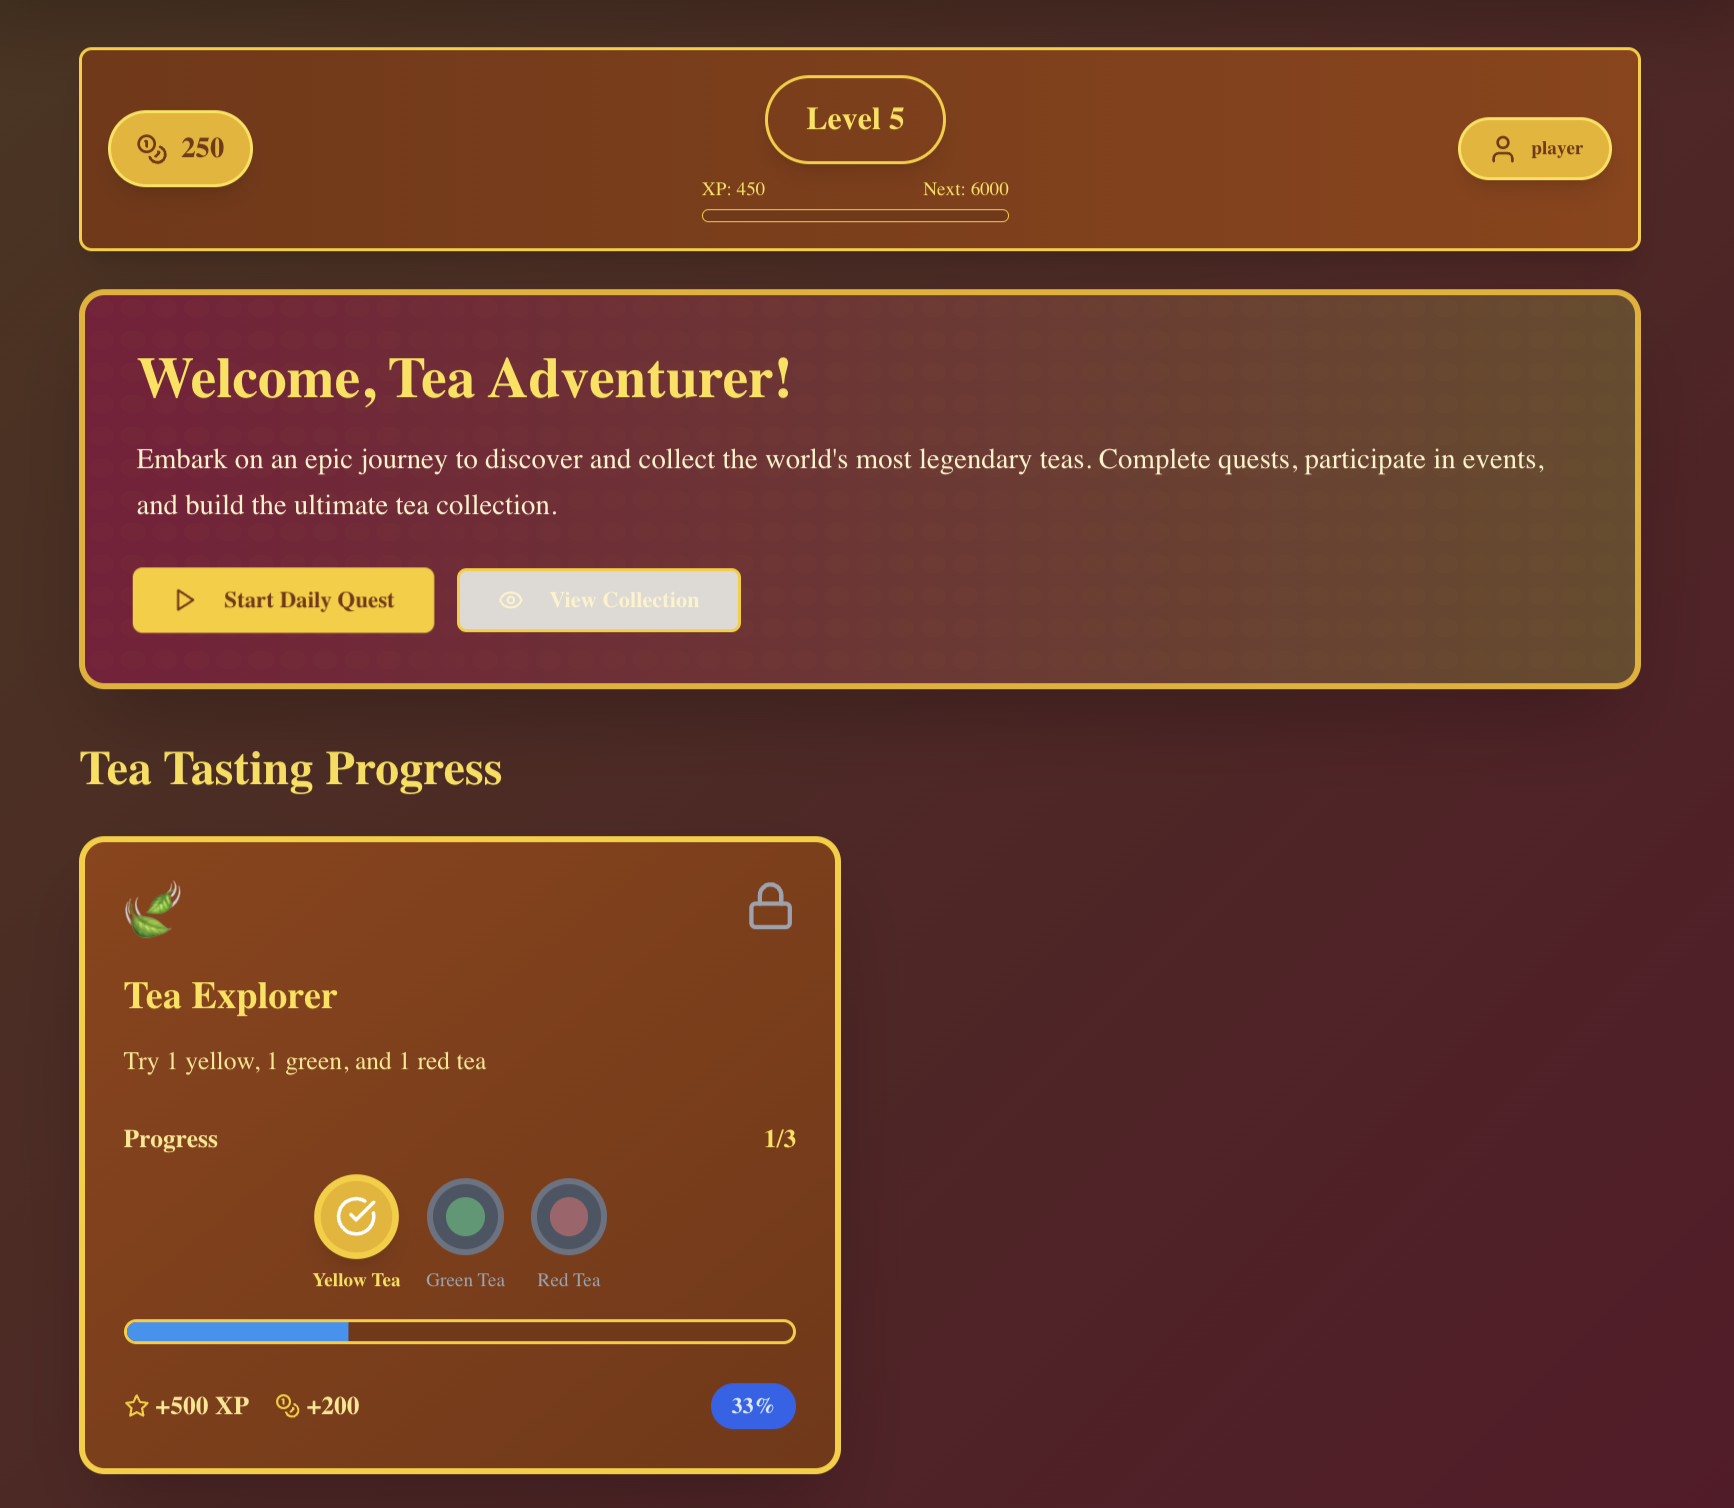 250
Level 5
XP: 450
Next: 6000
player
Welcome, Tea Adventurer!
Embark on an epic journey to discover and collect the world's most legendary teas. Complete quests, participate in events,
and build the ultimate tea collection.
Start Daily Quest
View Collection
Tea Tasting Progress
Tea Explorer
Try 1 yellow, 1 green, and 1 red tea
Progress
1/3
Yellow Tea
Green Tea
Red Tea
+500 XP
+200
33%